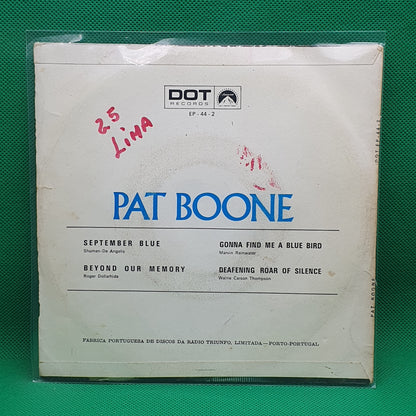 DOT
RECORDS
EP - 44 - 2
25
LIMA
PAT BOONE
SEPTEMBER BLUE
Shuman-De Angelis
GONNA FIND ME A BLUE BIRD
Marvin Rainwater
BEYOND OUR MEMORY
Roger Dollarhide
DEAFENING ROAR OF SILENCE
Wayne Carson Thompson
FABRICA PORTUGUESA DE DISCOS DA RADIO TRIUNFO, LIMITADA — PORTO-PORTUGAL
PAT BOONE